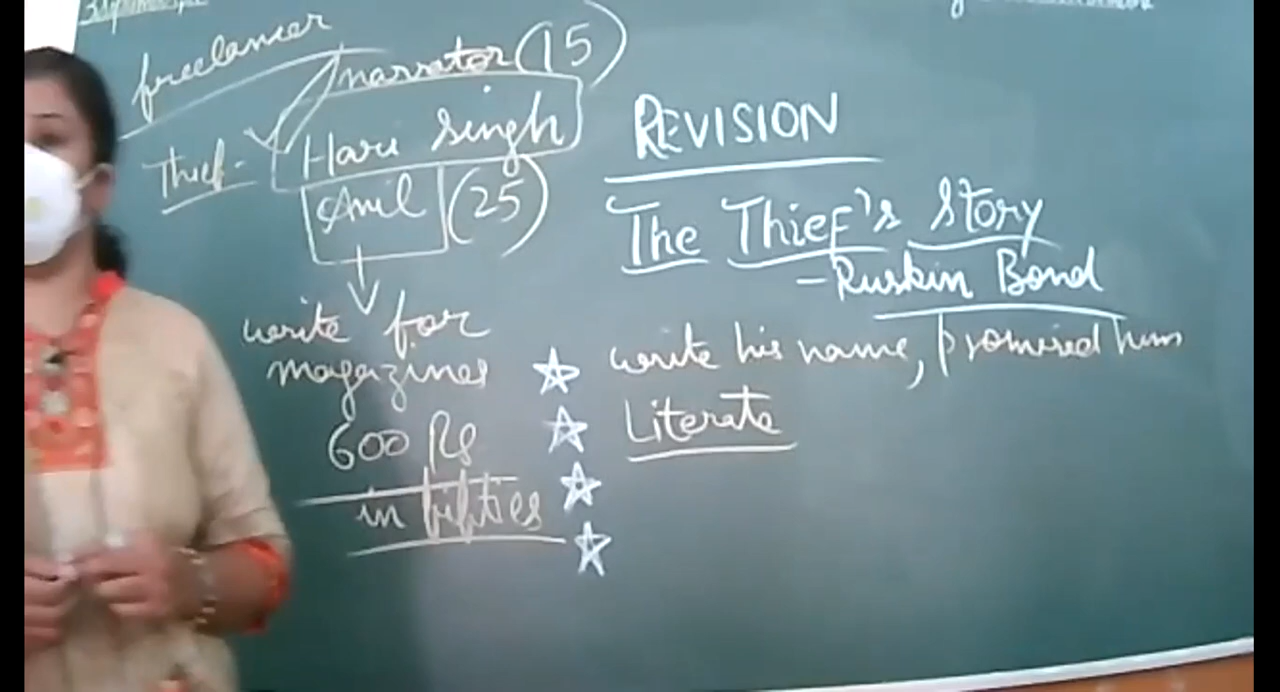 freelancer
narrator (15)
Thief - Hari Singh
Anil (25)
write for
magazines
600 Rs
in fifties
REVISION
The Thief's Story
- Ruskin Bond
write his name, promised him
Literate